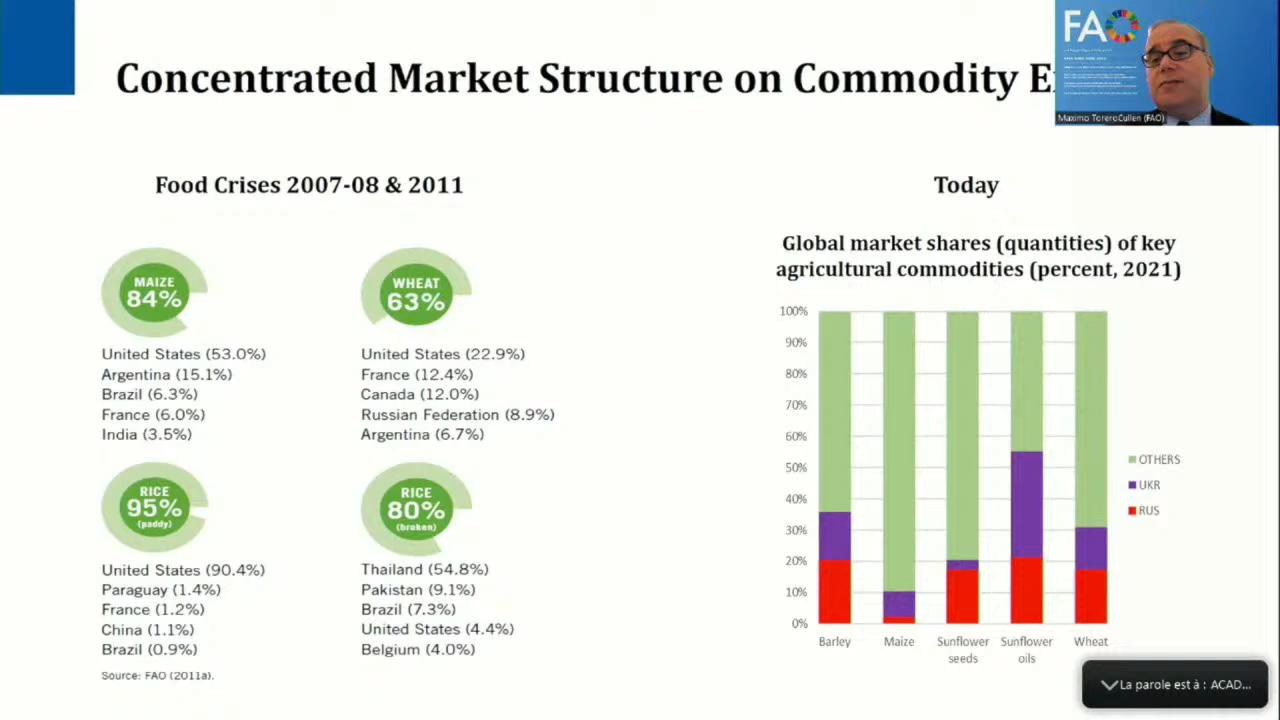 Concentrated Market Structure on Commodity
FAO
Maximo ToreroCullen (FAO)
Food Crises 2007-08 & 2011
MAIZE
84%
United States (53.0%)
Argentina (15.1%)
Brazil (6.3%)
France (6.0%)
India (3.5%)
WHEAT
63%
United States (22.9%)
France (12.4%)
Canada (12.0%)
Russian Federation (8.9%)
Argentina (6.7%)
RICE
95%
(paddy)
United States (90.4%)
Paraguay (1.4%)
France (1.2%)
China (1.1%)
Brazil (0.9%)
RICE
80%
(broken)
Thailand (54.8%)
Pakistan (9.1%)
Brazil (7.3%)
United States (4.4%)
Belgium (4.0%)
Source: FAO (2011a).
Today
Global market shares (quantities) of key
agricultural commodities (percent, 2021)
100%
90%
80%
70%
60%
50%
40%
30%
20%
10%
0%
Barley
Maize
Sunflower
seeds
Sunflower
oils
Wheat
OTHERS
UKR
RUS
La parole est à : ACAD...